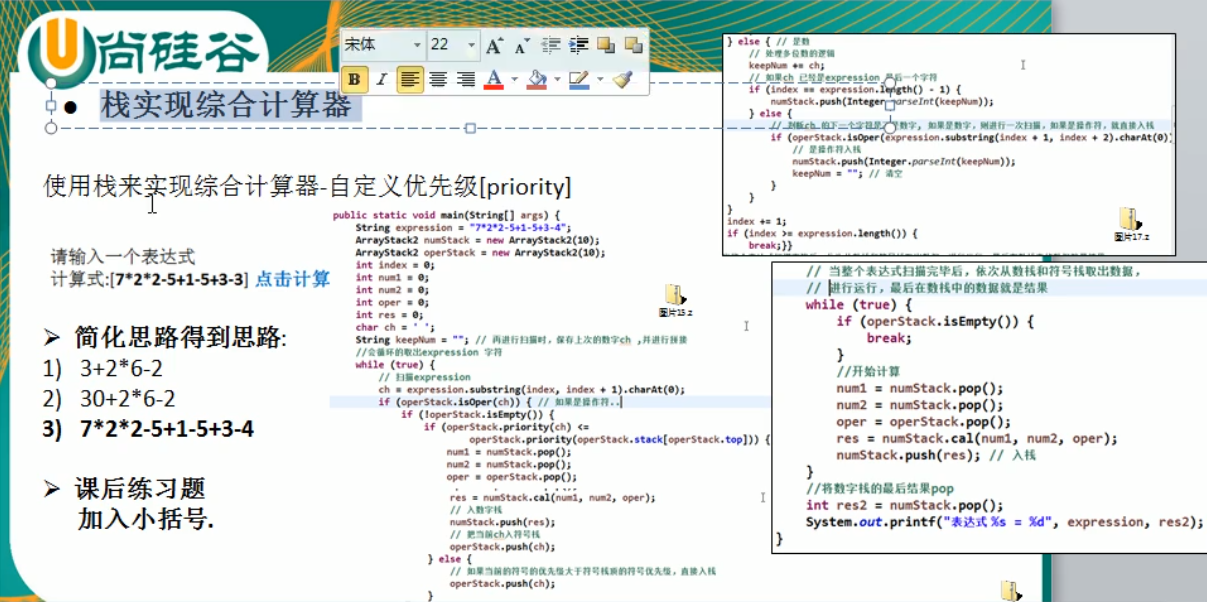 尚硅谷
宋体
22
A A
B I A
栈实现综合计算器
使用栈来实现综合计算器-自定义优先级[priority]
请输入一个表达式
计算式:[7*2*2-5+1-5+3-3] 点击计算
简化思路得到思路:
1) 3+2*6-2
2) 30+2*6-2
3) 7*2*2-5+1-5+3-4
课后练习题
加入小括号.
public static void main(String[] args) {
String expression = "7*2*2-5+1-5+3-4";
ArrayStack2 numStack = new ArrayStack2(10);
ArrayStack2 operStack = new ArrayStack2(10);
int index = 0;
int num1 = 0;
int num2 = 0;
int oper = 0;
int res = 0;
char ch = ' ';
String keepNum = ""; // 再进行扫描时，保存上次的数字ch ,并进行拼接
//会循环的取出expression 字符
while (true) {
// 扫描expression
ch = expression.substring(index, index + 1).charAt(0);
if (operStack.isOper(ch)) { // 如果是操作符..
if (!operStack.isEmpty()) {
if (operStack.priority(ch) <=
operStack.priority(operStack.stack[operStack.top])) {
num1 = numStack.pop();
num2 = numStack.pop();
oper = operStack.pop();
res = numStack.cal(num1, num2, oper);
// 入数字栈
numStack.push(res);
// 把当前ch入符号栈
operStack.push(ch);
} else {
// 如果当前的符号的优先级大于符号栈顶的符号优先级，直接入栈
operStack.push(ch);
}
图片15.z
} else { // 是数
// 处理多位数的逻辑
keepNum += ch;
// 如果ch 已经是expression 最后一个字符
if (index == expression.length() - 1) {
numStack.push(Integer.parseInt(keepNum));
} else {
// 判断ch 的下一个字符是不是数字, 如果是数字, 则进行一次扫描, 如果是操作符, 就直接入栈
if (operStack.isOper(expression.substring(index + 1, index + 2).charAt(0)
// 是操作符入栈
numStack.push(Integer.parseInt(keepNum));
keepNum = ""; // 清空
}
}
}
index += 1;
if (index >= expression.length()) {
break;}}
图片17.z
// 当整个表达式扫描完毕后，依次从数栈和符号栈取出数据，
// 进行运行，最后在数栈中的数据就是结果
while (true) {
if (operStack.isEmpty()) {
break;
}
//开始计算
num1 = numStack.pop();
num2 = numStack.pop();
oper = operStack.pop();
res = numStack.cal(num1, num2, oper);
numStack.push(res); // 入栈
}
//将数字栈的最后结果pop
int res2 = numStack.pop();
System.out.printf("表达式 %s = %d", expression, res2);
}